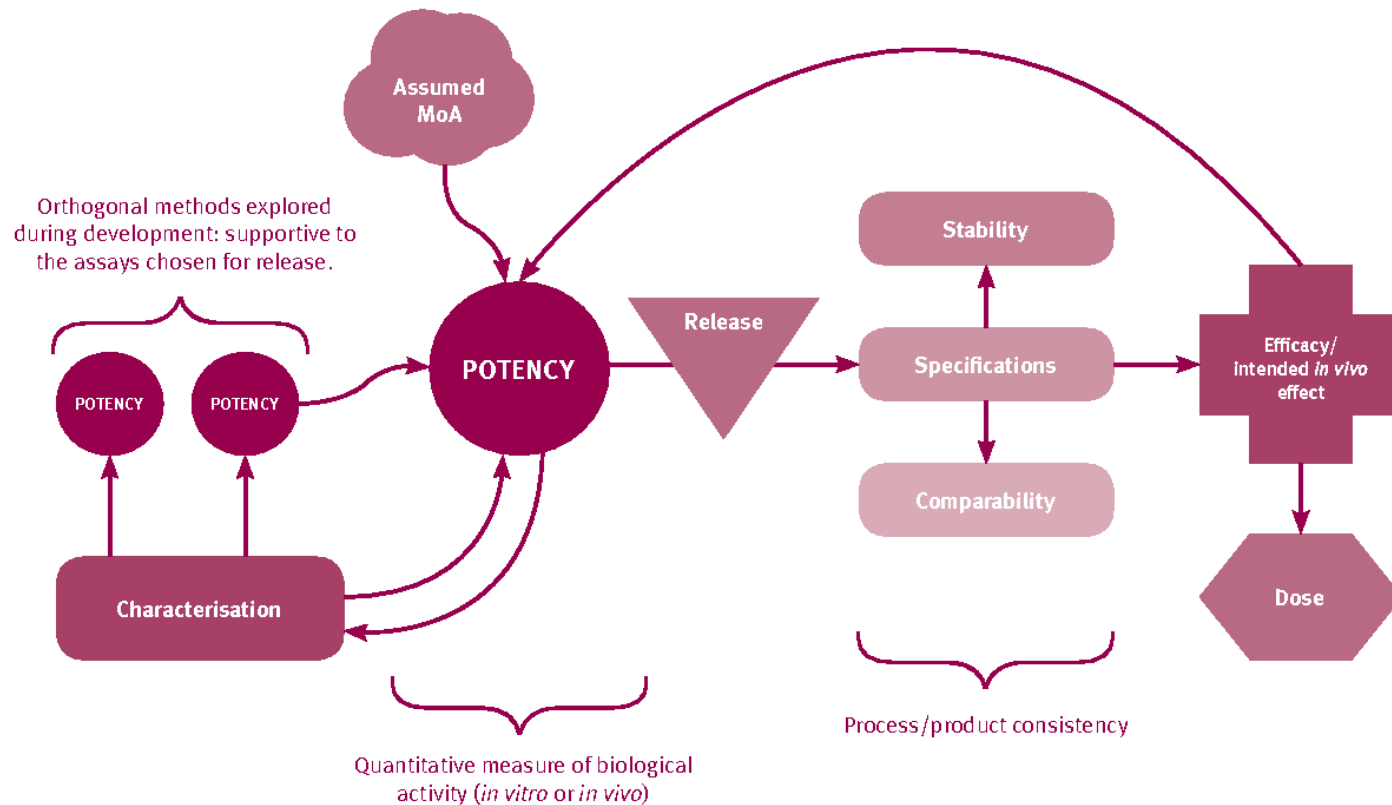 Assumed
MoA
Orthogonal methods explored
during development: supportive to
the assays chosen for release.
POTENCY
POTENCY
POTENCY
Release
Stability
Specifications
Comparability
Efficacy/
intended in vivo
effect
Dose
Characterisation
Process/product consistency
Quantitative measure of biological
activity (in vitro or in vivo)